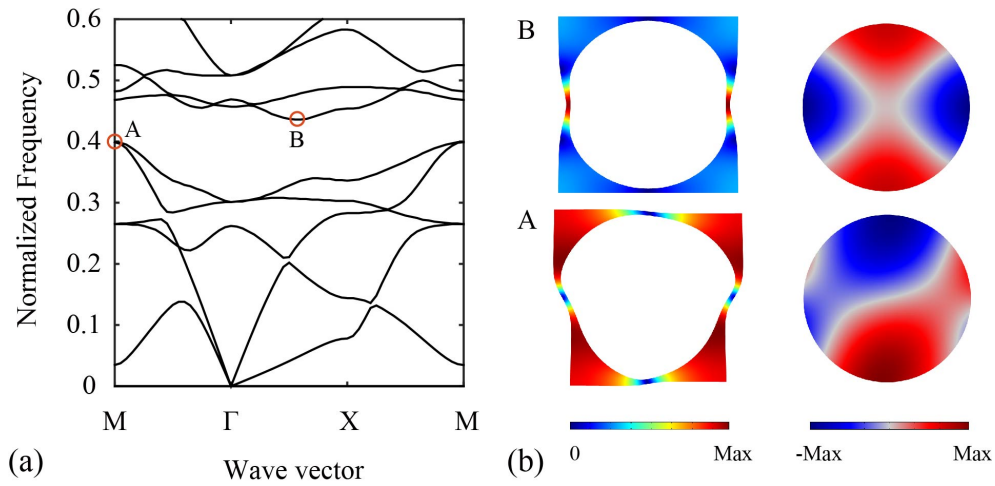 0.6
0.5
0.4
0.3
0.2
0.1
0
Normalized Frequency
A
B
M
Γ
X
M
Wave vector
(a)
B
A
0
Max
-Max
Max
(b)